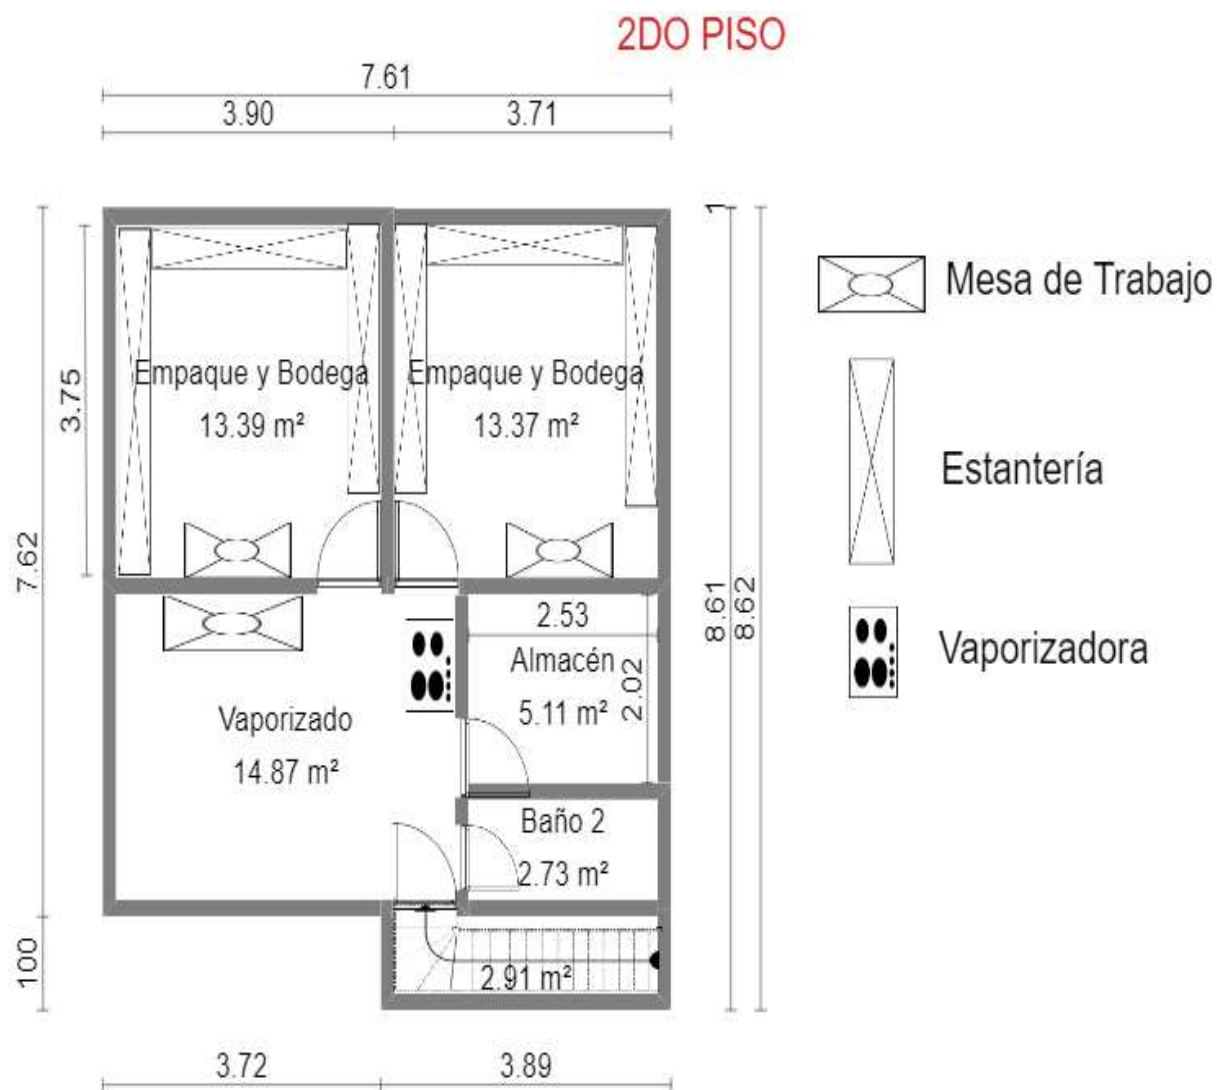 2DO PISO
7.61
3.90
3.71
1
Mesa de Trabajo
3.75
Empaque y Bodega
13.39 m²
Empaque y Bodega
13.37 m²
Estantería
7.62
8.61
8.62
2.53
Almacén
5.11 m²
2.02
Vaporizadora
Vaporizado
14.87 m²
Baño 2
2.73 m²
100
2.91 m²
3.72
3.89